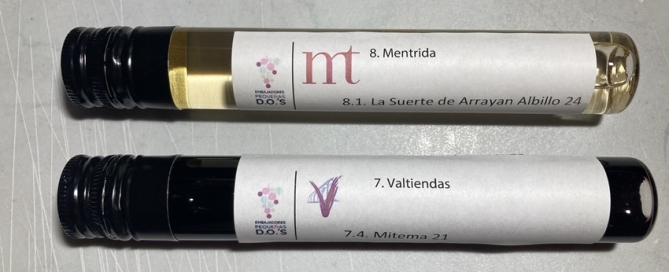 mt
8. Mentrida
EMBAJADORES
PEQUEÑAS
D.O.'S
8.1. La Suerte de Arrayan Albillo 24
7. Valtiendas
EMBAJADORES
PEQUEÑAS
D.O.'S
7.4. Mitema 21